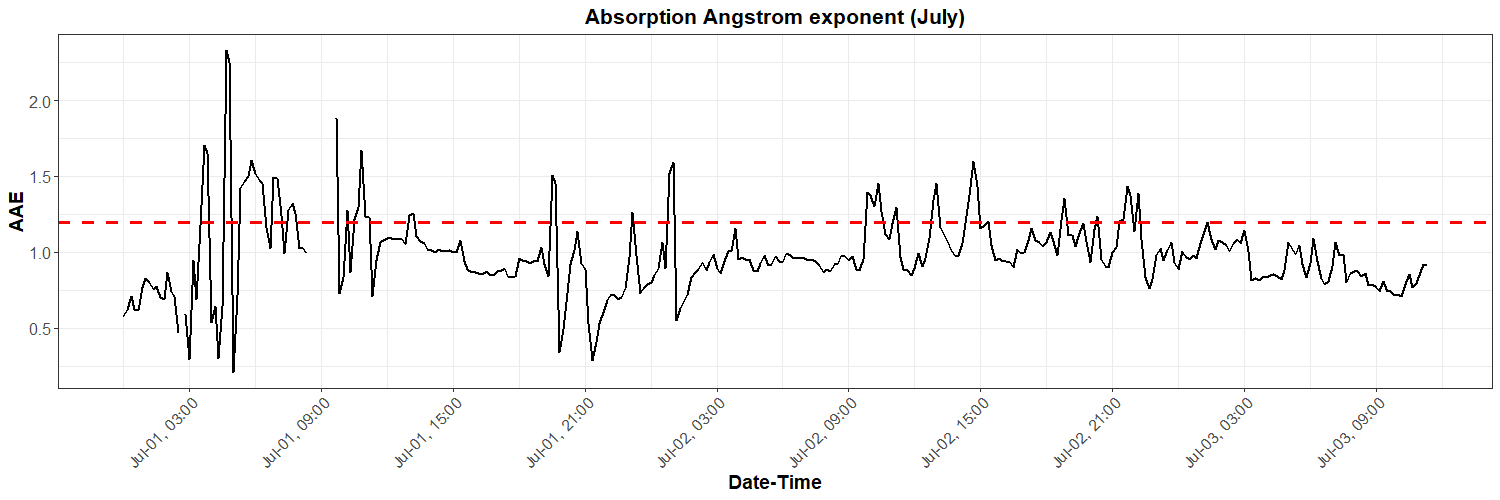 Absorption Angstrom exponent (July)
AAE
2.0
1.5
1.0
0.5
Jul-01, 03:00
Jul-01, 09:00
Jul-01, 15:00
Jul-01, 21:00
Jul-02, 03:00
Jul-02, 09:00
Jul-02, 15:00
Jul-02, 21:00
Jul-03, 03:00
Jul-03, 09:00
Date-Time